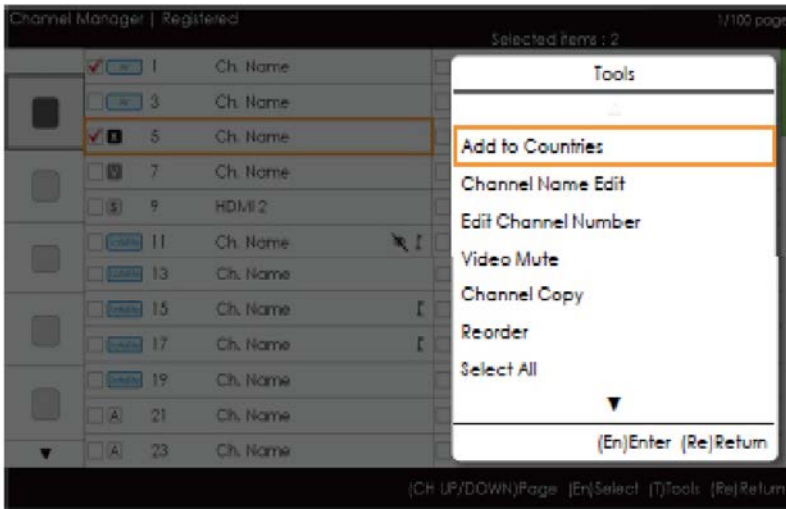 Channel Manager | Registered
1/100 page
Selected items : 2
1 Ch. Name
3 Ch. Name
5 Ch. Name
7 Ch. Name
S 9 HDMI 2
11 Ch. Name
13 Ch. Name
15 Ch. Name
17 Ch. Name
19 Ch. Name
A 21 Ch. Name
A 23 Ch. Name
Tools
Add to Countries
Channel Name Edit
Edit Channel Number
Video Mute
Channel Copy
Reorder
Select All
(En)Enter (Re)Return
(CH UP/DOWN)Page (En)Select (T)Tools (Re)Return